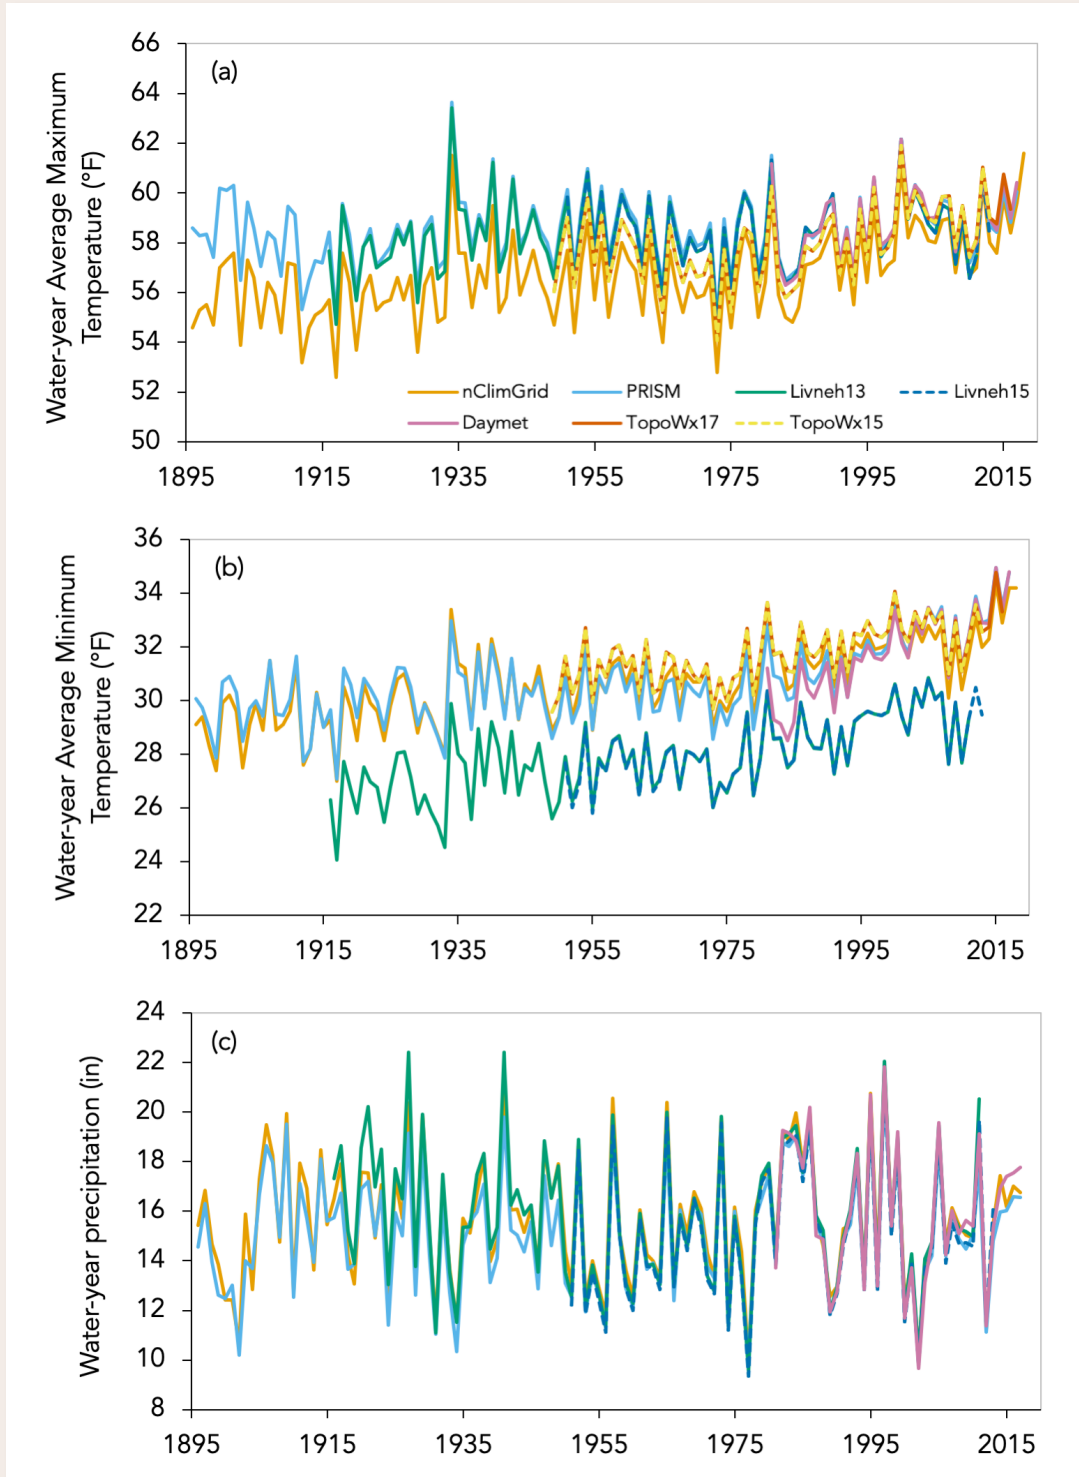 (a)
Water-year Average Maximum
Temperature (°F)
66
64
62
60
58
56
54
52
50
nClimGrid PRISM Livneh13 Livneh15
Daymet TopoWx17 TopoWx15
1895 1915 1935 1955 1975 1995 2015
(b)
Water-year Average Minimum
Temperature (°F)
36
34
32
30
28
26
24
22
1895 1915 1935 1955 1975 1995 2015
(c)
Water-year precipitation (in)
24
22
20
18
16
14
12
10
8
1895 1915 1935 1955 1975 1995 2015